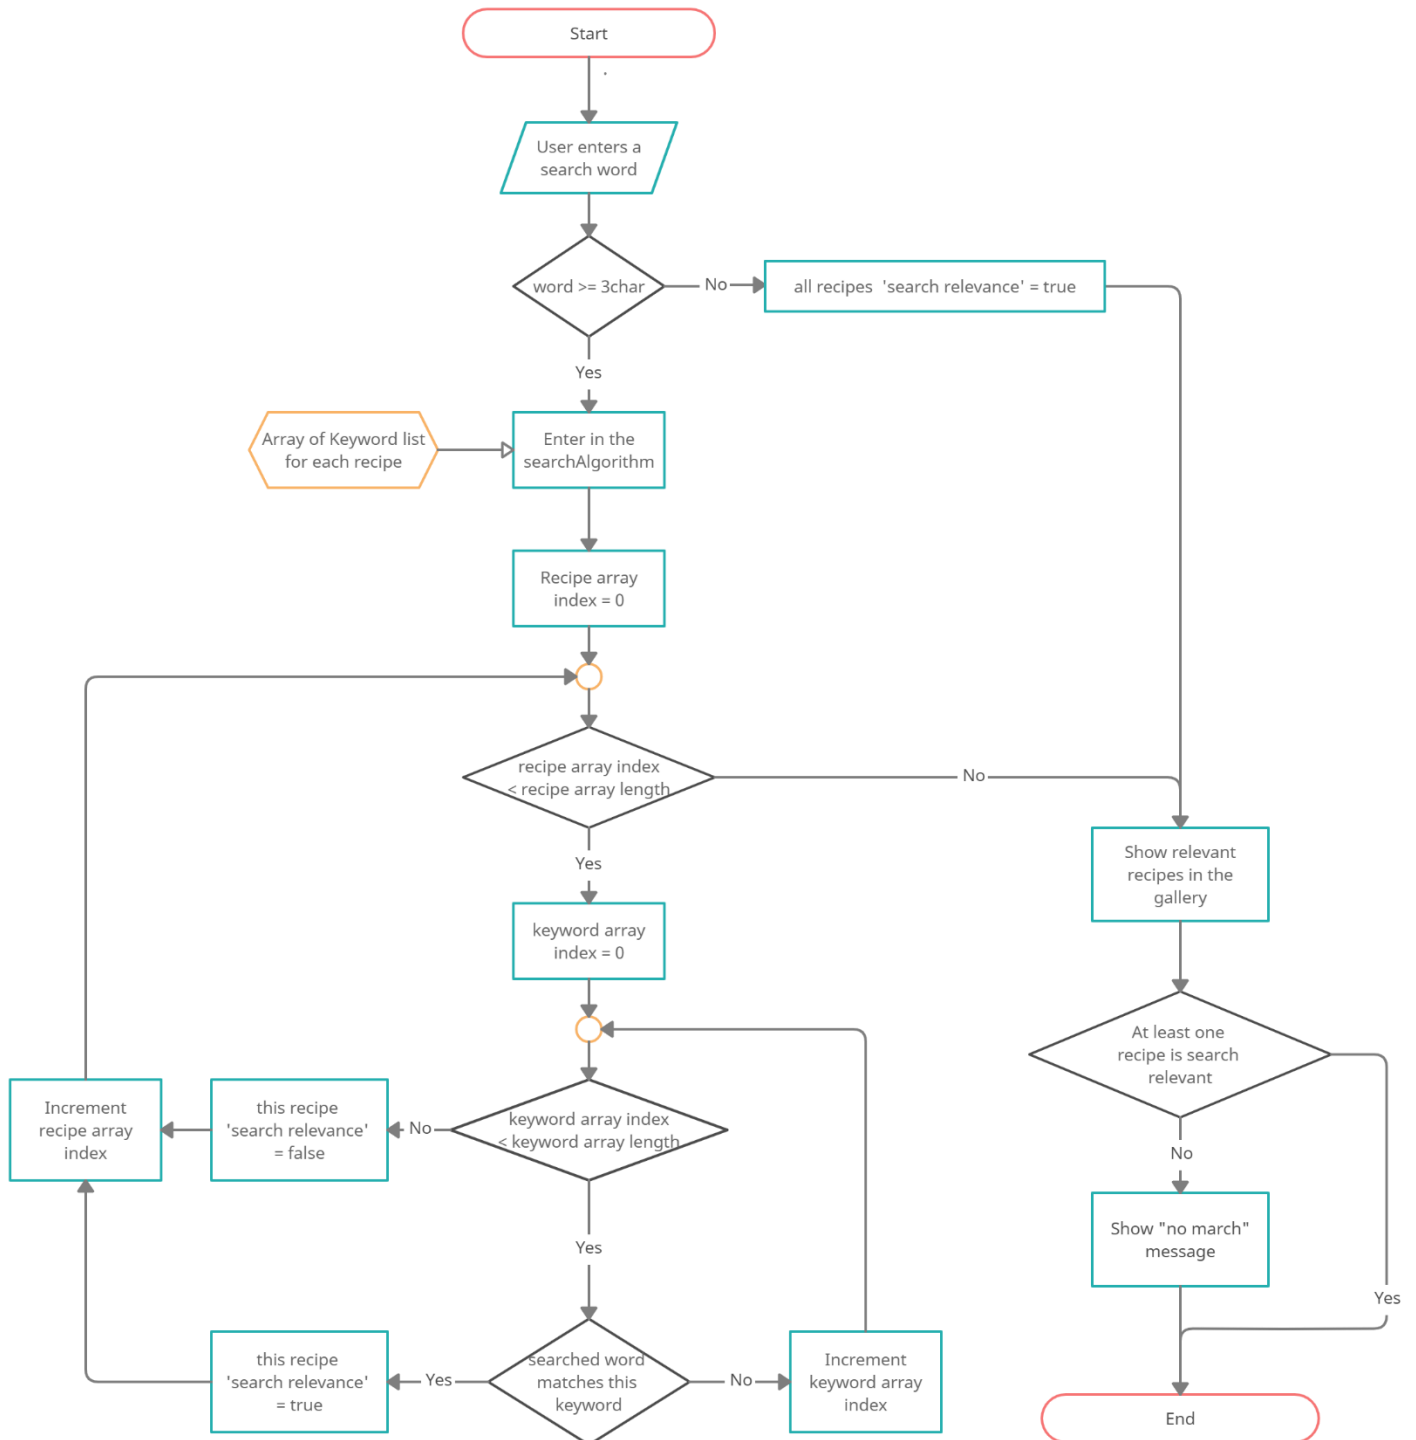 Start
User enters a
search word
word >= 3char
No
all recipes 'search relevance' = true
Yes
Array of Keyword list
for each recipe
Enter in the
searchAlgorithm
Recipe array
index = 0
recipe array index
< recipe array length
No
Yes
Show relevant
recipes in the
gallery
keyword array
index = 0
At least one
recipe is search
relevant
Increment
recipe array
index
this recipe
'search relevance'
= false
No
keyword array index
< keyword array length
No
Show "no march"
message
Yes
Yes
this recipe
'search relevance'
= true
Yes
searched word
matches this
keyword
No
Increment
keyword array
index
End